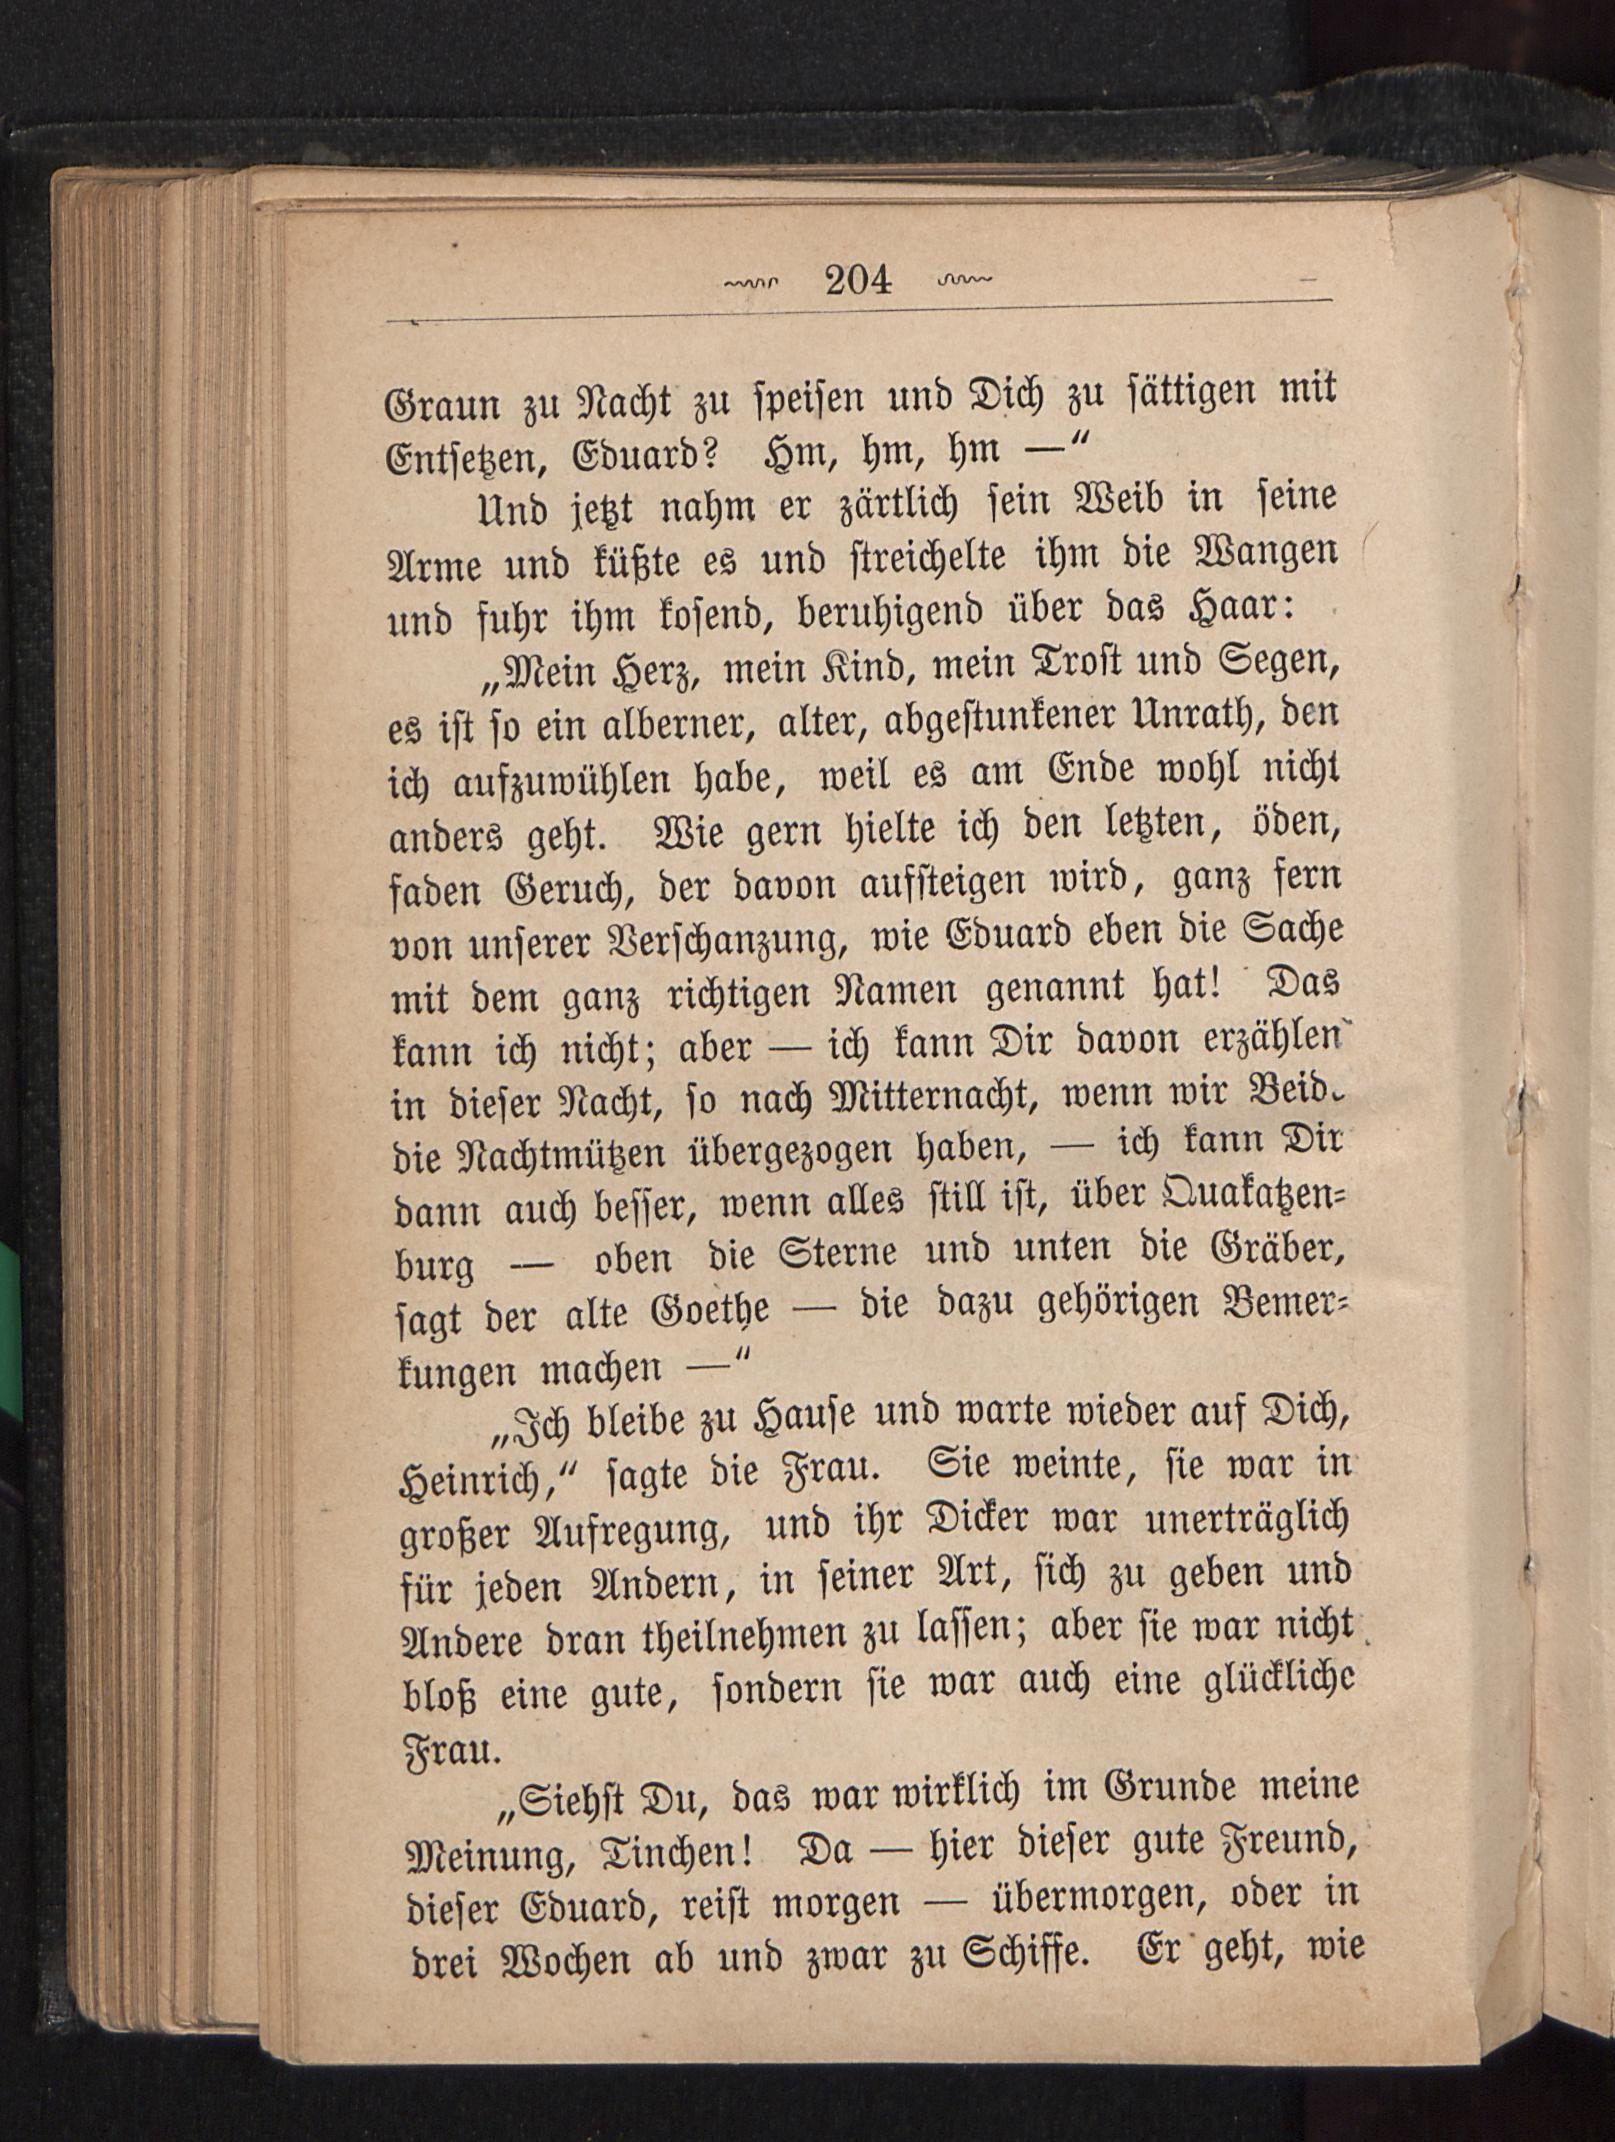 204
Graun zu Nacht zu speisen und Dich zu sättigen mit
Entsetzen, Eduard? Hm, hm, hm —“
Und jetzt nahm er zärtlich sein Weib in seine
Arme und küßte es und streichelte ihm die Wangen
und fuhr ihm kosend, beruhigend über das Haar:
„Mein Herz, mein Kind, mein Trost und Segen,
es ist so ein alberner, alter, abgestunkener Unrath, den
ich aufzuwühlen habe, weil es am Ende wohl nicht
anders geht. Wie gern hielte ich den letzten, öden,
faden Geruch, der davon aufsteigen wird, ganz fern
von unserer Verschanzung, wie Eduard eben die Sache
mit dem ganz richtigen Namen genannt hat! Das
kann ich nicht; aber — ich kann Dir davon erzählen
in dieser Nacht, so nach Mitternacht, wenn wir Beide
die Nachtmützen übergezogen haben, — ich kann Dir
dann auch besser, wenn alles still ist, über Quakatzen-
burg — oben die Sterne und unten die Gräber,
sagt der alte Goethe — die dazu gehörigen Bemer-
kungen machen —“
„Ich bleibe zu Hause und warte wieder auf Dich,
Heinrich,“ sagte die Frau. Sie weinte, sie war in
großer Aufregung, und ihr Dicker war unerträglich
für jeden Andern, in seiner Art, sich zu geben und
Andere dran theilnehmen zu lassen; aber sie war nicht
bloß eine gute, sondern sie war auch eine glückliche
Frau.
„Siehst Du, das war wirklich im Grunde meine
Meinung, Tinchen! Da — hier dieser gute Freund,
dieser Eduard, reist morgen — übermorgen, oder in
drei Wochen ab und zwar zu Schiffe. Er geht, wie